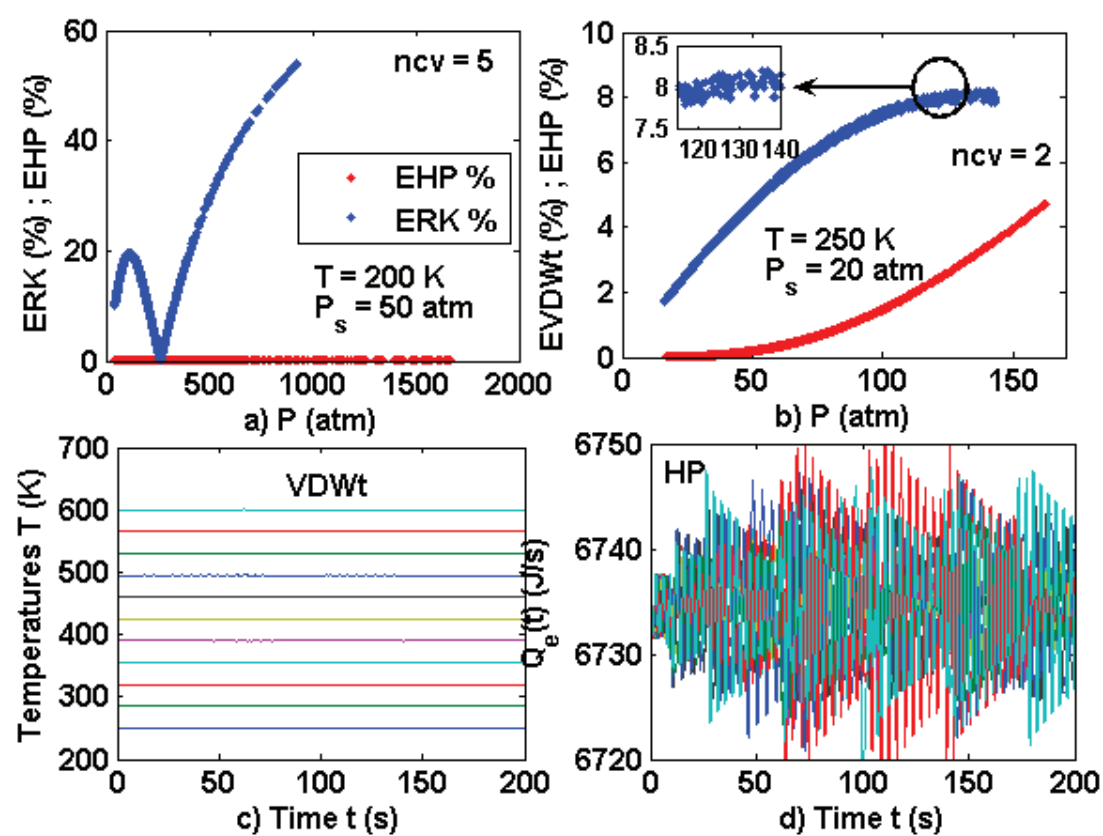 60
40
20
0
ERK (%) ; EHP (%)
ncv = 5
EHP %
ERK %
T = 200 K
P_s = 50 atm
0 500 1000 1500 2000
a) P (atm)
10
8
6
4
2
0
EVDWt (%) ; EHP (%)
8.5
8
7.5
120 130 140
ncv = 2
T = 250 K
P_s = 20 atm
0 50 100 150
b) P (atm)
700
600
500
400
300
200
Temperatures T (K)
VDWt
0 50 100 150 200
c) Time t (s)
6750
6740
6730
6720
Q_e(t) (J/s)
HP
0 50 100 150 200
d) Time t (s)